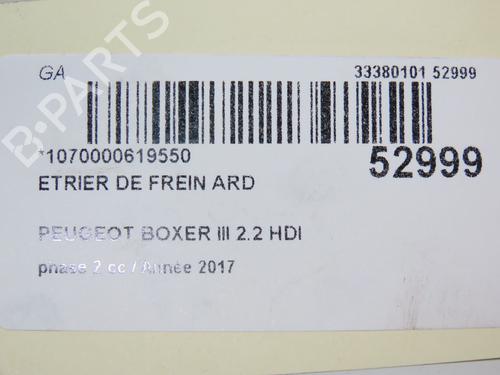 GA
33380101 52999
*1070000619550
52999
ETRIER DE FREIN ARD
PEUGEOT BOXER III 2.2 HDI
phase 2 cc / Année 2017
B-PARTS